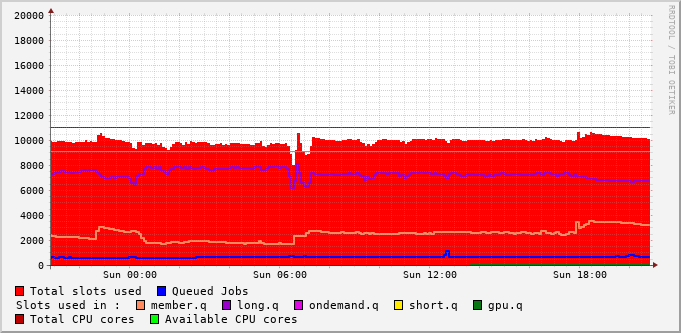 20000
18000
16000
14000
12000
10000
8000
6000
4000
2000
0
Sun 00:00 Sun 06:00 Sun 12:00 Sun 18:00
RRDTOOL / TOBI OETIKER
Total slots used Queued Jobs
Slots used in : member.q long.q ondemand.q short.q gpu.q
Total CPU cores Available CPU cores